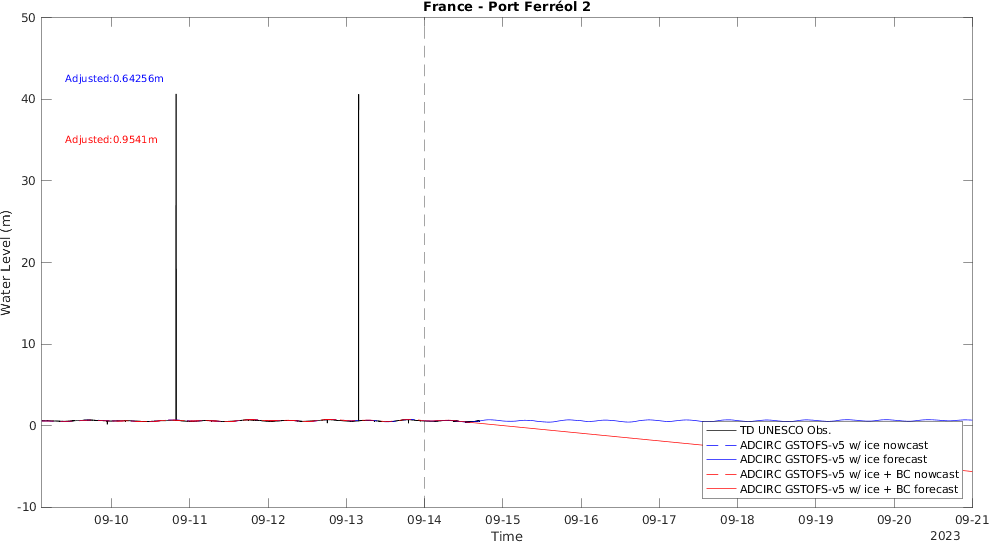 France - Port Ferréol 2
50
40
30
20
10
0
-10
Water Level (m)
Adjusted:0.64256m
Adjusted:0.9541m
TD UNESCO Obs.
ADCIRC GSTOFS-v5 w/ ice nowcast
ADCIRC GSTOFS-v5 w/ ice forecast
ADCIRC GSTOFS-v5 w/ ice + BC nowcast
ADCIRC GSTOFS-v5 w/ ice + BC forecast
09-10 09-11 09-12 09-13 09-14 09-15 09-16 09-17 09-18 09-19 09-20 09-21
Time
2023